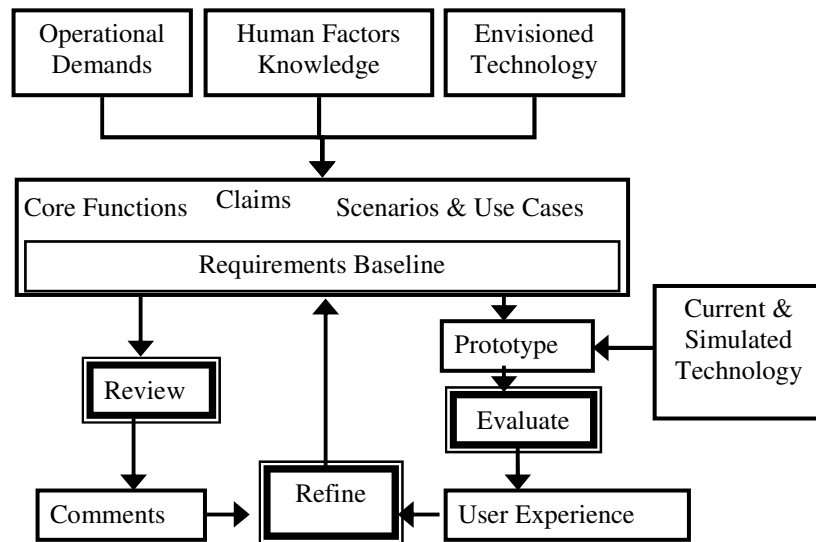 Operational
Demands
Human Factors
Knowledge
Envisioned
Technology
Core Functions
Claims
Scenarios & Use Cases
Requirements Baseline
Current &
Simulated
Technology
Prototype
Review
Evaluate
Refine
Comments
User Experience